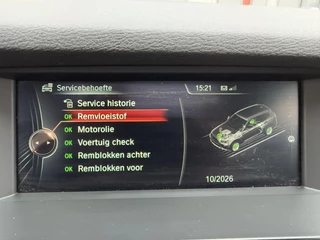 Servicebehoefte 15:21
Service historie
OK Remvloeistof
OK Motorolie
OK Voertuig check
OK Remblokken achter
OK Remblokken voor
10/2026